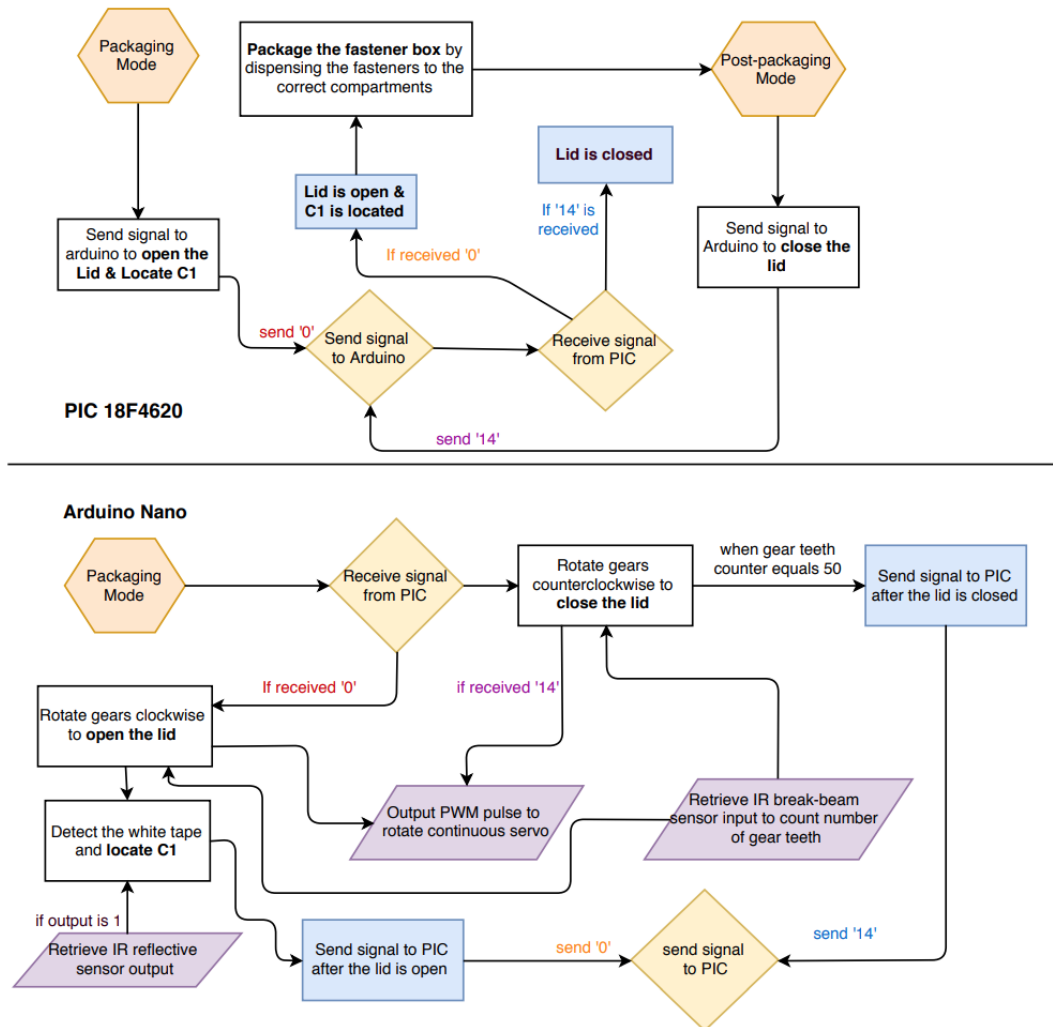 Packaging
Mode
Package the fastener box by
dispensing the fasteners to the
correct compartments
Post-packaging
Mode
Lid is open &
C1 is located
Lid is closed
If '14' is
received
Send signal to
arduino to open the
Lid & Locate C1
If received '0'
Send signal to
Arduino to close the
lid
send '0'
Send signal
to Arduino
Receive signal
from PIC
PIC 18F4620
send '14'
Arduino Nano
Packaging
Mode
Receive signal
from PIC
Rotate gears
counterclockwise to
close the lid
when gear teeth
counter equals 50
Send signal to PIC
after the lid is closed
If received '0'
if received '14'
Rotate gears clockwise
to open the lid
Output PWM pulse to
rotate continuous servo
Retrieve IR break-beam
sensor input to count number
of gear teeth
Detect the white tape
and locate C1
if output is 1
Retrieve IR reflective
sensor output
Send signal to PIC
after the lid is open
send '0'
send signal
to PIC
send '14'